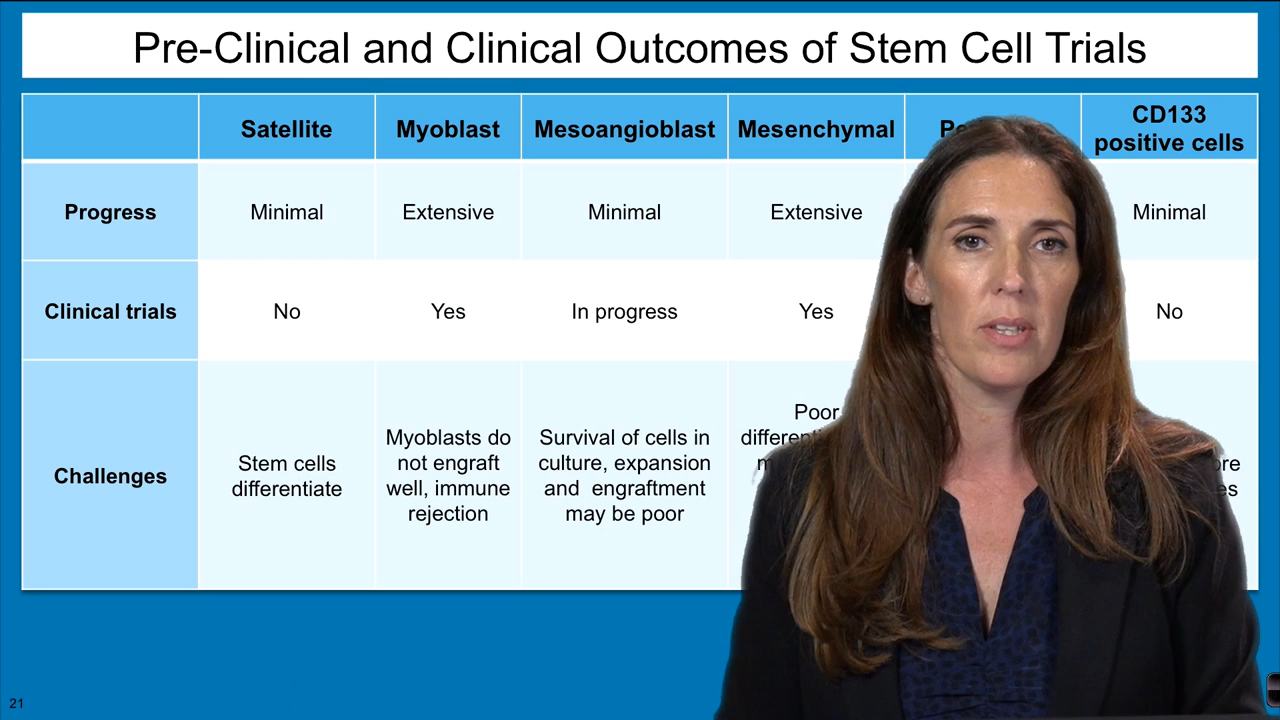 Pre-Clinical and Clinical Outcomes of Stem Cell Trials
Satellite
Myoblast
Mesoangioblast
Mesenchymal
CD133
positive cells
Progress
Minimal
Extensive
Minimal
Extensive
Minimal
Clinical trials
No
Yes
In progress
Yes
No
Challenges
Stem cells
differentiate
Myoblasts do
not engraft
well, immune
rejection
Survival of cells in
culture, expansion
and engraftment
may be poor
Poor
21